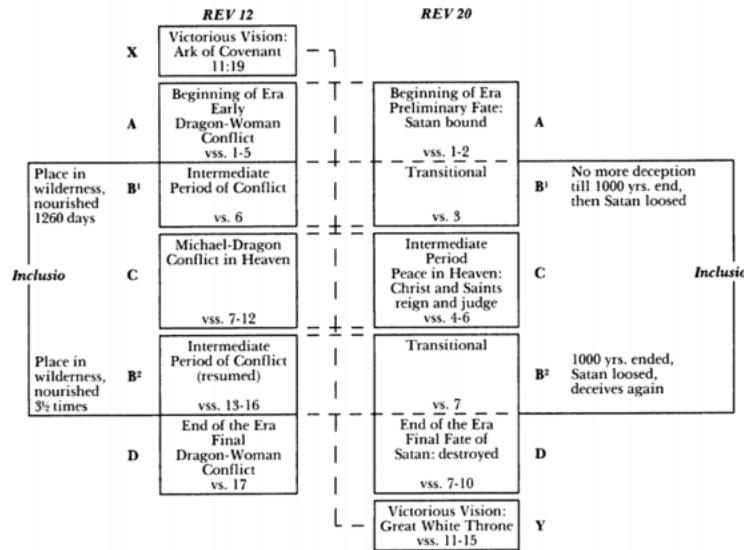 REV 12
REV 20
X
Victorious Vision:
Ark of Covenant
11:19
A
Beginning of Era
Early
Dragon-Woman
Conflict
vss. 1-5
Beginning of Era
Preliminary Fate:
Satan bound
vss. 1-2
A
Place in
wilderness,
nourished
1260 days
B¹
Intermediate
Period of Conflict
vs. 6
Transitional
vs. 3
B¹
No more deception
till 1000 yrs. end,
then Satan loosed
Inclusio
C
Michael-Dragon
Conflict in Heaven
vss. 7-12
Intermediate
Period
Peace in Heaven:
Christ and Saints
reign and judge
vss. 4-6
C
Inclusio
Place in
wilderness,
nourished
3½ times
B²
Intermediate
Period of Conflict
(resumed)
vss. 13-16
Transitional
vs. 7
B²
1000 yrs. ended,
Satan loosed,
deceives again
D
End of the Era
Final
Dragon-Woman
Conflict
vs. 17
End of the Era
Final Fate of
Satan: destroyed
vss. 7-10
D
Victorious Vision:
Great White Throne
vss. 11-15
Y